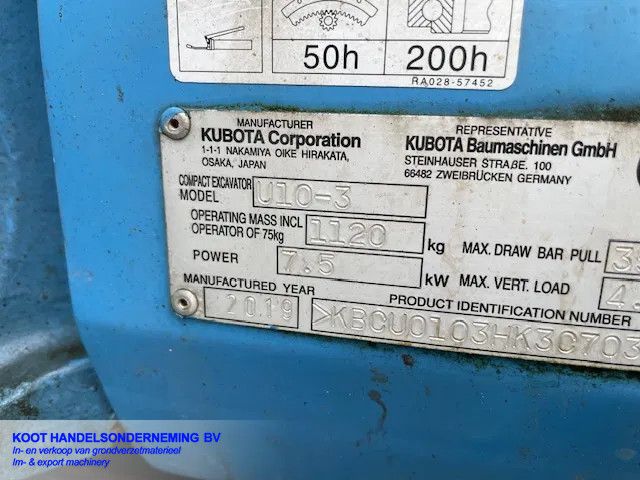 50h 200h
RA028-57452
MANUFACTURER
KUBOTA Corporation
1-1-1 NAKAMIYA OIKE HIRAKATA,
OSAKA, JAPAN
REPRESENTATIVE
KUBOTA Baumaschinen GmbH
STEINHAUSER STRAßE. 100
66482 ZWEIBRÜCKEN GERMANY
COMPACT EXCAVATOR
MODEL U10-3
OPERATING MASS INCL
OPERATOR OF 75kg 1120 kg MAX. DRAW BAR PULL
POWER 7.5 kW MAX. VERT. LOAD
MANUFACTURED YEAR PRODUCT IDENTIFICATION NUMBER
2019 >KBCU0103HK3C703
KOOT HANDELSONDERNEMING BV
In- en verkoop van grondverzetmaterieel
Im- & export machinery